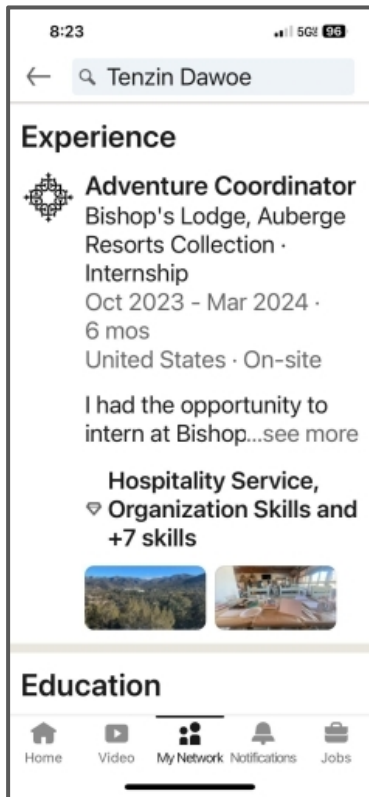 8:23
5G 96
Tenzin Dawoe
Experience
Adventure Coordinator
Bishop's Lodge, Auberge
Resorts Collection ·
Internship
Oct 2023 - Mar 2024 ·
6 mos
United States · On-site
I had the opportunity to
intern at Bishop...see more
Hospitality Service,
Organization Skills and
+7 skills
Education
Home Video My Network Notifications Jobs